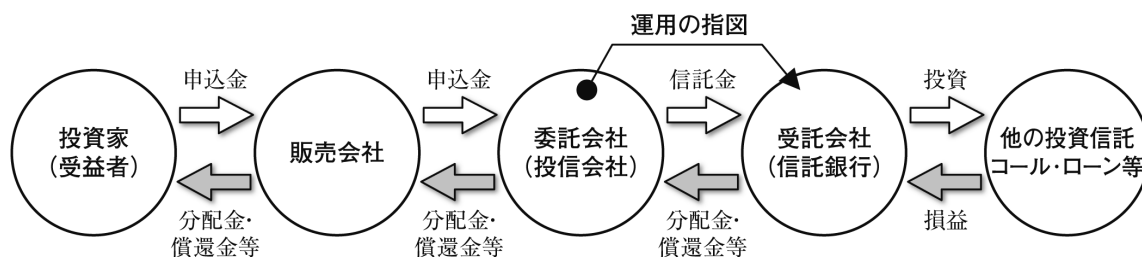 運用の指図
申込金
申込金
信託金
投資
投資家
(受益者)
販売会社
委託会社
(投信会社)
受託会社
(信託銀行)
他の投資信託
コール・ローン等
分配金・
償還金等
分配金・
償還金等
分配金・
償還金等
損益